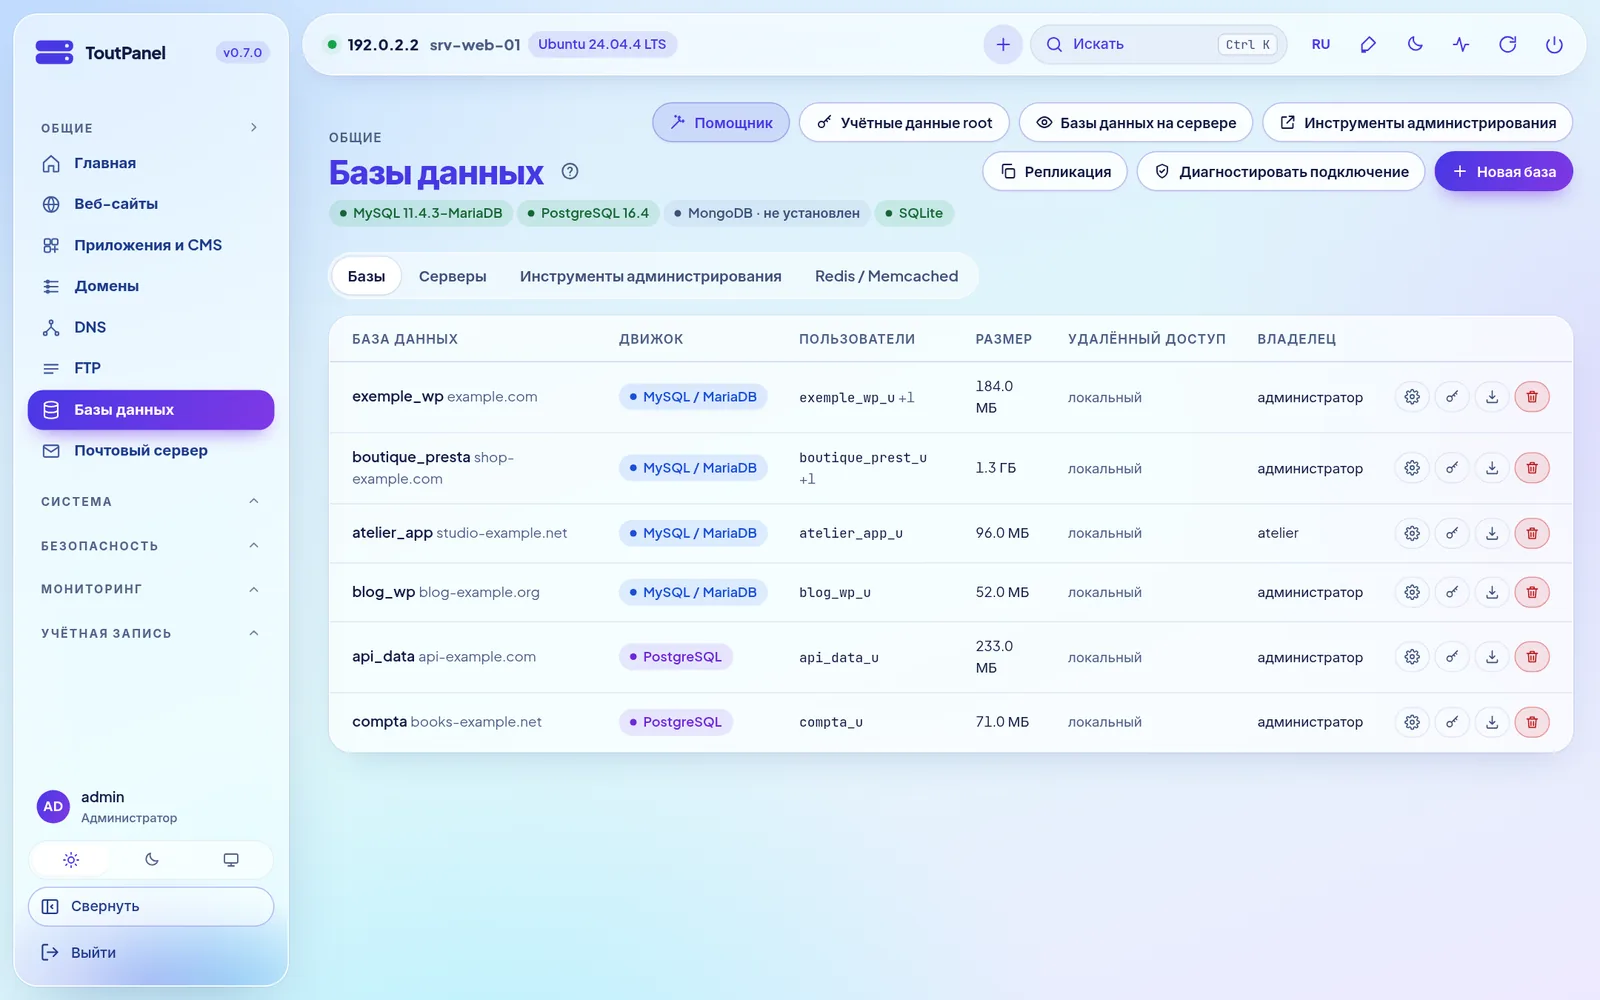 ToutPanel
v0.7.0
ОБЩИЕ
Главная
Веб-сайты
Приложения и CMS
Домены
DNS
FTP
Базы данных
Почтовый сервер
СИСТЕМА
БЕЗОПАСНОСТЬ
МОНИТОРИНГ
УЧЁТНАЯ ЗАПИСЬ
AD
admin
Администратор
Свернуть
Выйти
192.0.2.2 srv-web-01 Ubuntu 24.04.4 LTS
Искать Ctrl K
RU
ОБЩИЕ
Базы данных
Помощник
Учётные данные root
Базы данных на сервере
Инструменты администрирования
Репликация
Диагностировать подключение
Новая база
MySQL 11.4.3-MariaDB
PostgreSQL 16.4
MongoDB · не установлен
SQLite
Базы
Серверы
Инструменты администрирования
Redis / Memcached
БАЗА ДАННЫХ ДВИЖОК ПОЛЬЗОВАТЕЛИ РАЗМЕР УДАЛЁННЫЙ ДОСТУП ВЛАДЕЛЕЦ
exemple_wp example.com MySQL / MariaDB exemple_wp_u +1 184.0
МБ
локальный администратор
boutique_presta shop-
example.com
MySQL / MariaDB
boutique_prest_u
+1
1.3 ГБ локальный администратор
atelier_app studio-example.net MySQL / MariaDB atelier_app_u 96.0 МБ локальный atelier
blog_wp blog-example.org MySQL / MariaDB blog_wp_u 52.0 МБ локальный администратор
api_data api-example.com PostgreSQL api_data_u 233.0
МБ
локальный администратор
compta books-example.net PostgreSQL compta_u 71.0 МБ локальный администратор